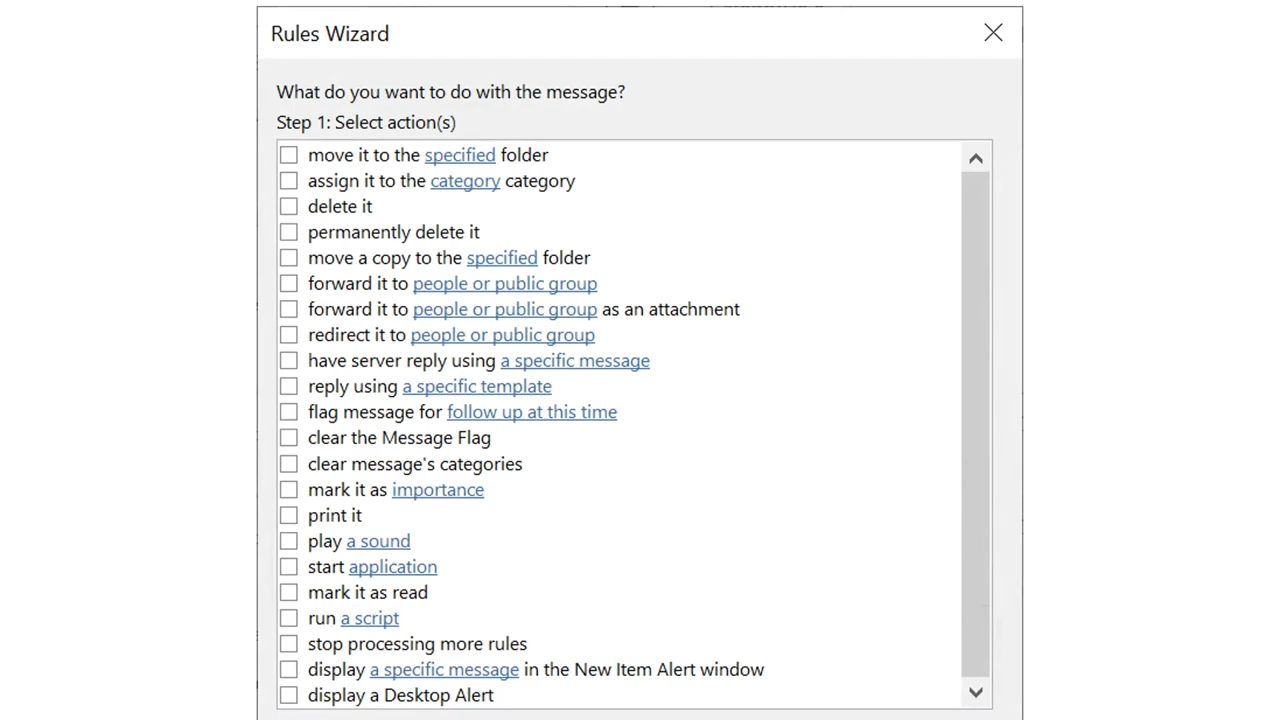 Rules Wizard
What do you want to do with the message?
Step 1: Select action(s)
move it to the specified folder
assign it to the category category
delete it
permanently delete it
move a copy to the specified folder
forward it to people or public group
forward it to people or public group as an attachment
redirect it to people or public group
have server reply using a specific message
reply using a specific template
flag message for follow up at this time
clear the Message Flag
clear message's categories
mark it as importance
print it
play a sound
start application
mark it as read
run a script
stop processing more rules
display a specific message in the New Item Alert window
display a Desktop Alert